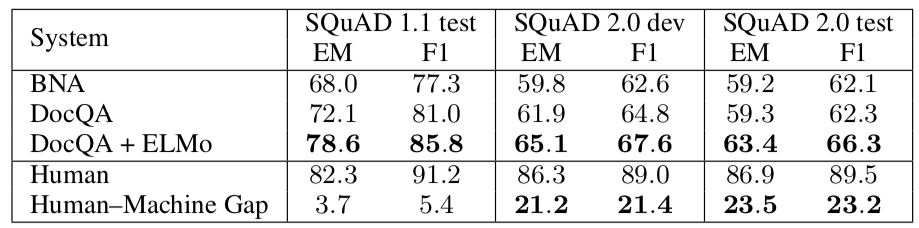 System SQuAD 1.1 test SQuAD 2.0 dev SQuAD 2.0 test
EM F1 EM F1 EM F1
BNA 68.0 77.3 59.8 62.6 59.2 62.1
DocQA 72.1 81.0 61.9 64.8 59.3 62.3
DocQA + ELMo 78.6 85.8 65.1 67.6 63.4 66.3
Human 82.3 91.2 86.3 89.0 86.9 89.5
Human–Machine Gap 3.7 5.4 21.2 21.4 23.5 23.2